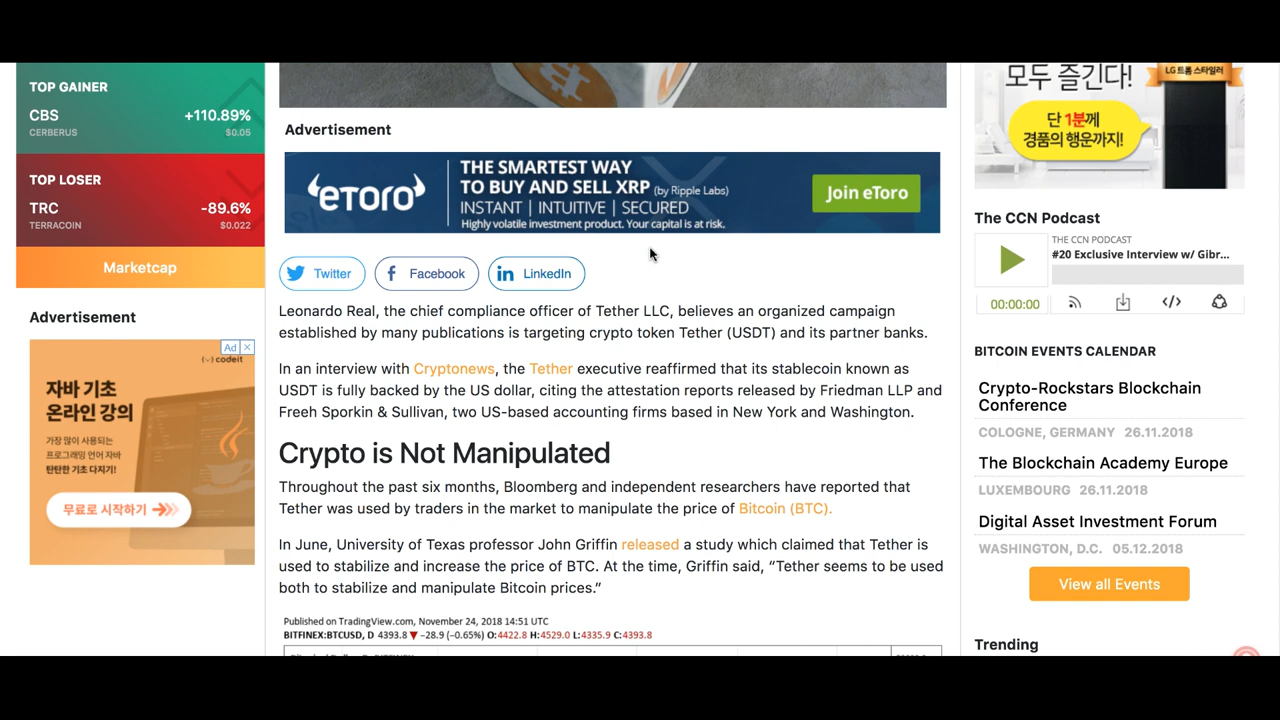 TOP GAINER
CBS +110.89%
CERBERUS $0.05
TOP LOSER
TRC -89.6%
TERRACOIN $0.022
Marketcap
Advertisement
Ad
codeit
자바 기초
온라인 강의
가장 많이 사용되는
프로그래밍 언어 자바
탄탄한 기초 다지기!
무료로 시작하기
Advertisement
eTORO
THE SMARTEST WAY
TO BUY AND SELL XRP (by Ripple Labs)
INSTANT | INTUITIVE | SECURED
Highly volatile investment product. Your capital is at risk.
Join eToro
Twitter Facebook LinkedIn
Leonardo Real, the chief compliance officer of Tether LLC, believes an organized campaign
established by many publications is targeting crypto token Tether (USDT) and its partner banks.
In an interview with Cryptonews, the Tether executive reaffirmed that its stablecoin known as
USDT is fully backed by the US dollar, citing the attestation reports released by Friedman LLP and
Freeh Sporkin & Sullivan, two US-based accounting firms based in New York and Washington.
Crypto is Not Manipulated
Throughout the past six months, Bloomberg and independent researchers have reported that
Tether was used by traders in the market to manipulate the price of Bitcoin (BTC).
In June, University of Texas professor John Griffin released a study which claimed that Tether is
used to stabilize and increase the price of BTC. At the time, Griffin said, “Tether seems to be used
both to stabilize and manipulate Bitcoin prices.”
Published on TradingView.com, November 24, 2018 14:51 UTC
BITFINEX:BTCUSD, D 4393.8 ▼ −28.9 (−0.65%) O:4422.8 H:4529.0 L:4335.9 C:4393.8
모두 즐긴다!
LG 트롬 스타일러
단 1분께
경품의 행운까지!
The CCN Podcast
THE CCN PODCAST
#20 Exclusive Interview w/ Gibr...
00:00:00
BITCOIN EVENTS CALENDAR
Crypto-Rockstars Blockchain
Conference
COLOGNE, GERMANY 26.11.2018
The Blockchain Academy Europe
LUXEMBOURG 26.11.2018
Digital Asset Investment Forum
WASHINGTON, D.C. 05.12.2018
View all Events
Trending